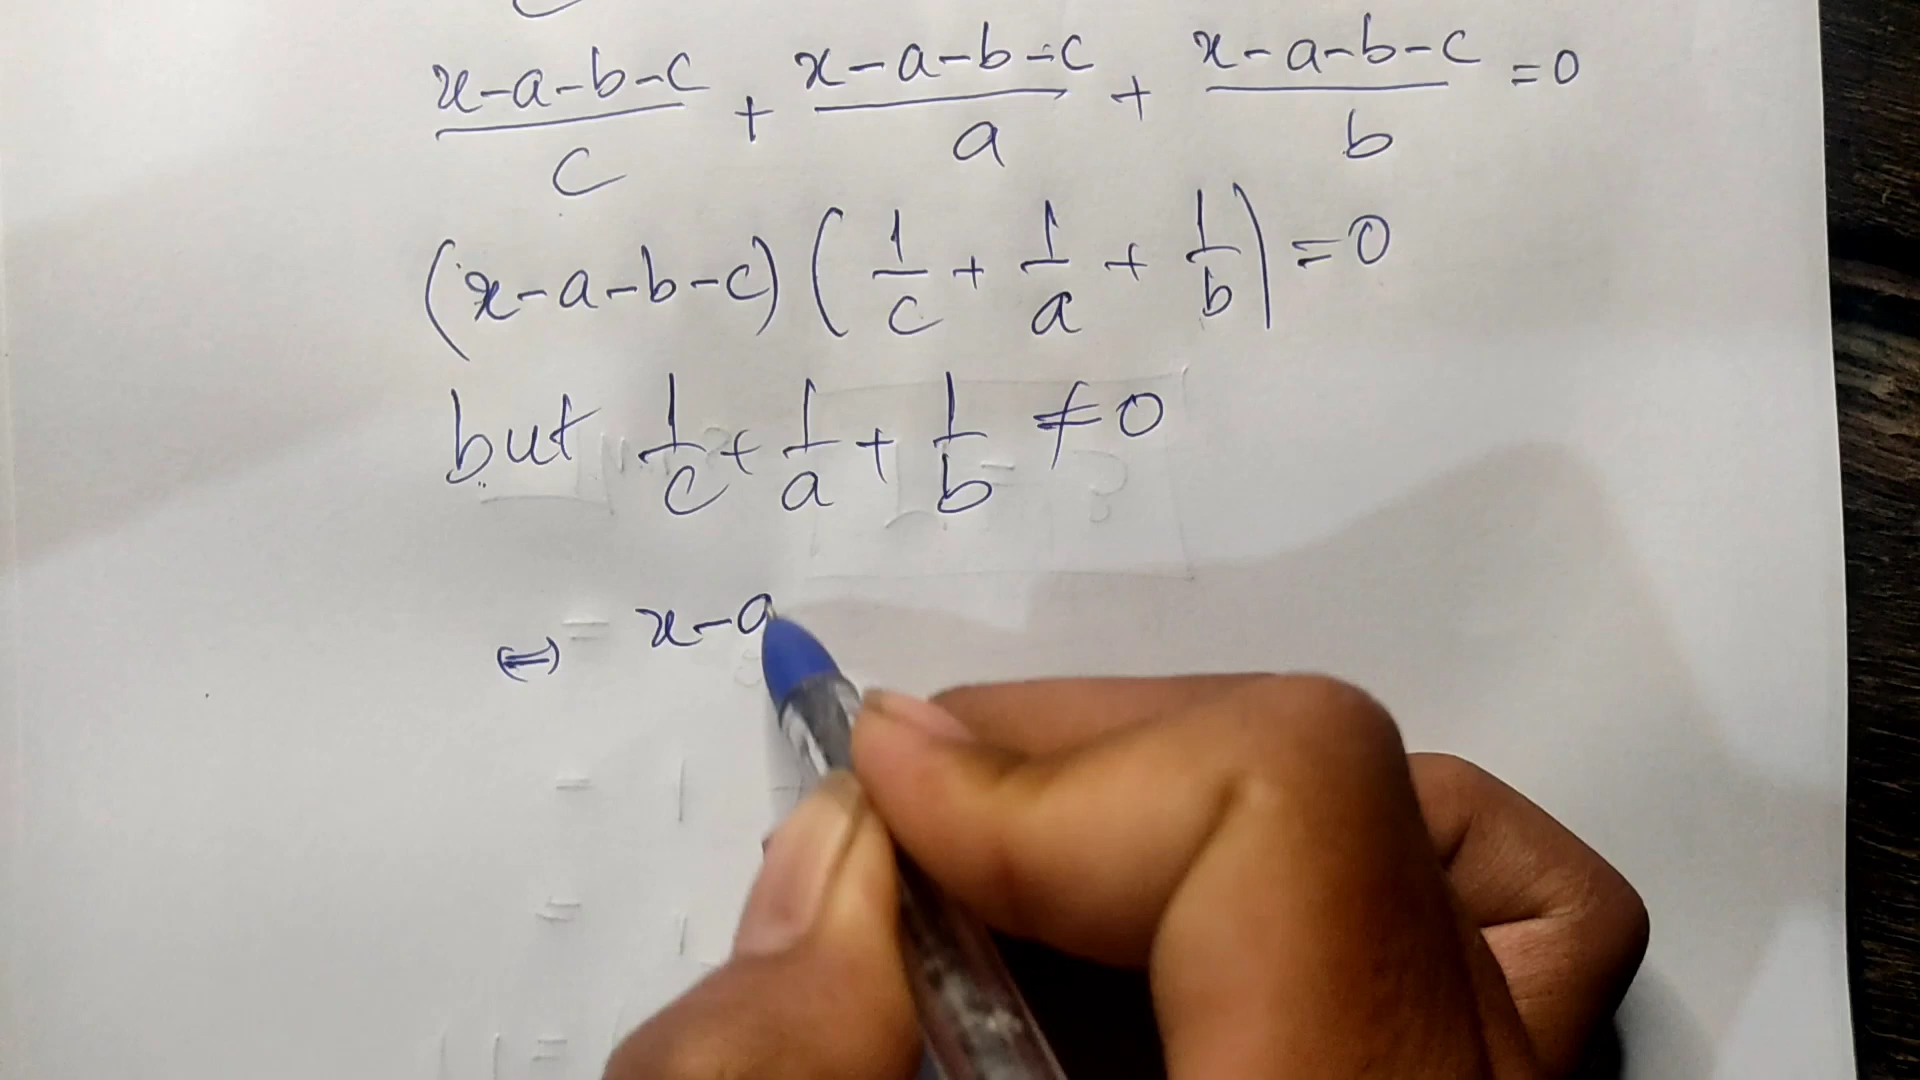 x-a-b-c/c + x-a-b-c/a + x-a-b-c/b = 0
(x-a-b-c) (1/c + 1/a + 1/b) = 0
but 1/c + 1/a + 1/b ≠ 0
⇔ x-a